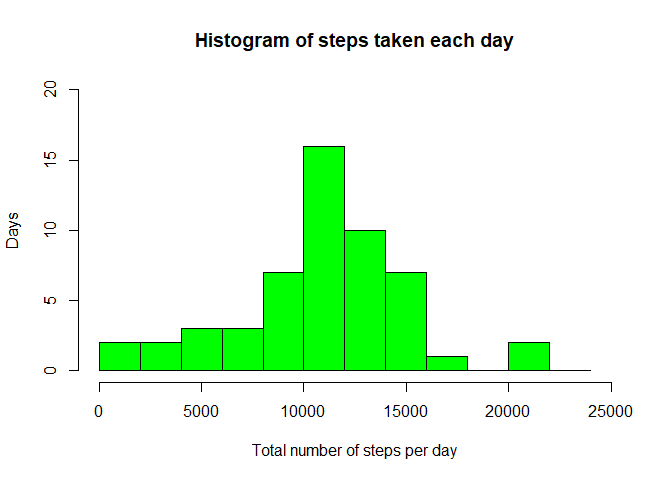 Histogram of steps taken each day
20
15
10
5
0
Days
0 5000 10000 15000 20000 25000
Total number of steps per day